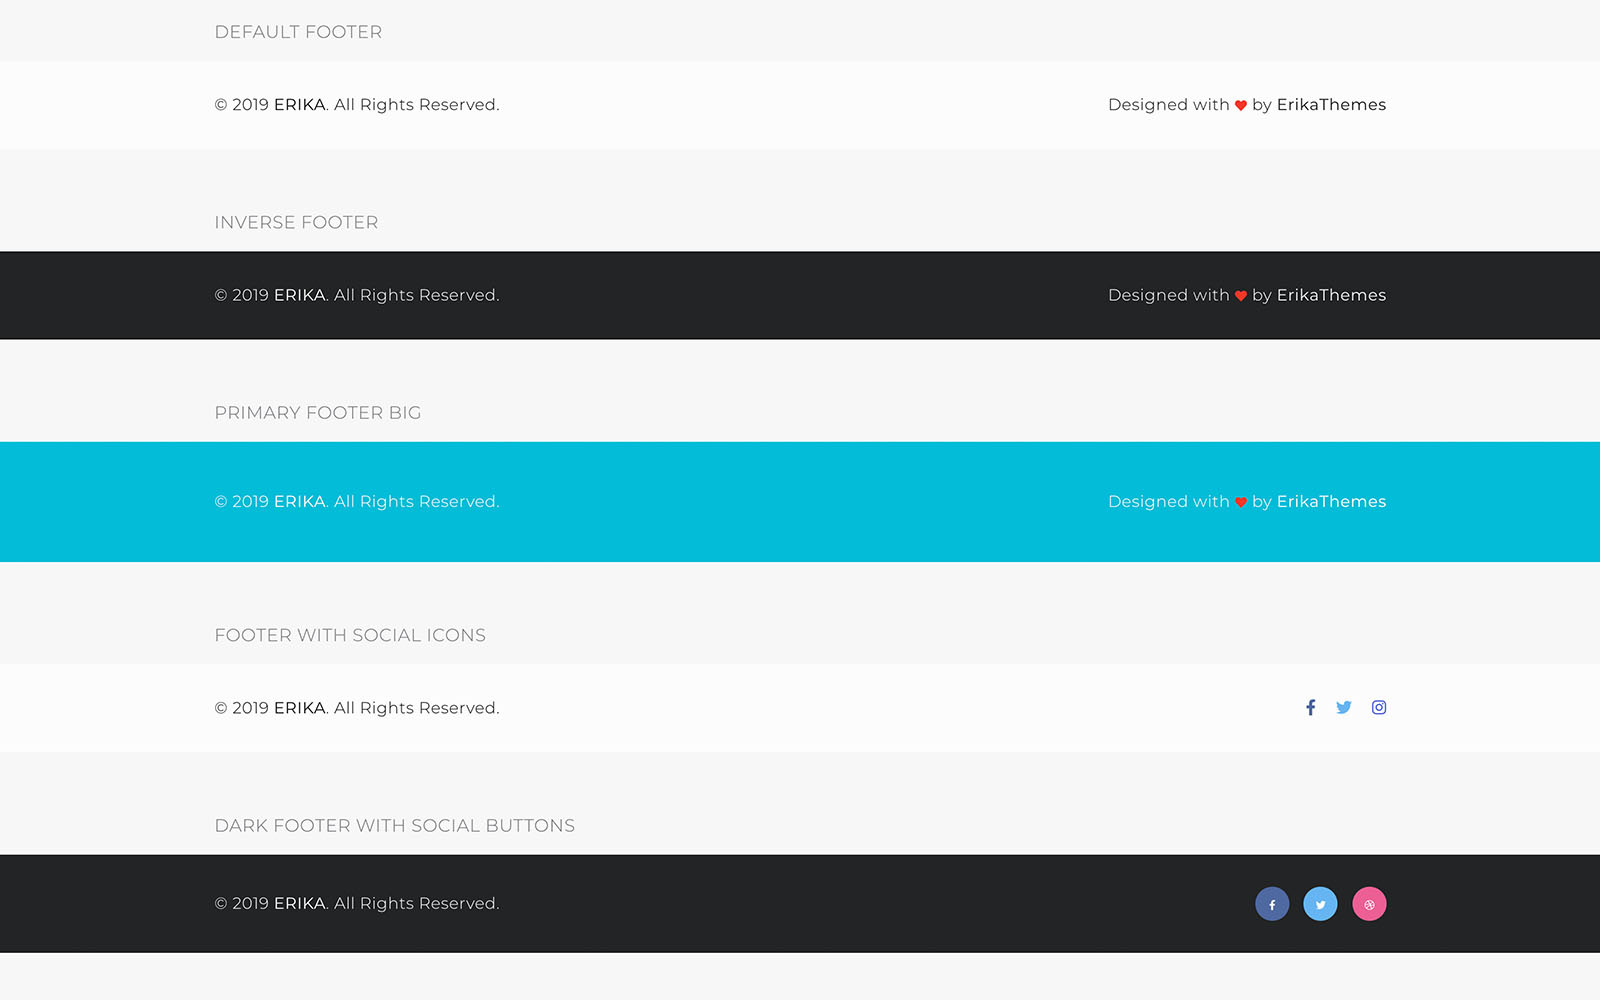 DEFAULT FOOTER
© 2019 ERIKA. All Rights Reserved. Designed with ❤ by ErikaThemes
INVERSE FOOTER
© 2019 ERIKA. All Rights Reserved. Designed with ❤ by ErikaThemes
PRIMARY FOOTER BIG
© 2019 ERIKA. All Rights Reserved. Designed with ❤ by ErikaThemes
FOOTER WITH SOCIAL ICONS
© 2019 ERIKA. All Rights Reserved.
DARK FOOTER WITH SOCIAL BUTTONS
© 2019 ERIKA. All Rights Reserved.